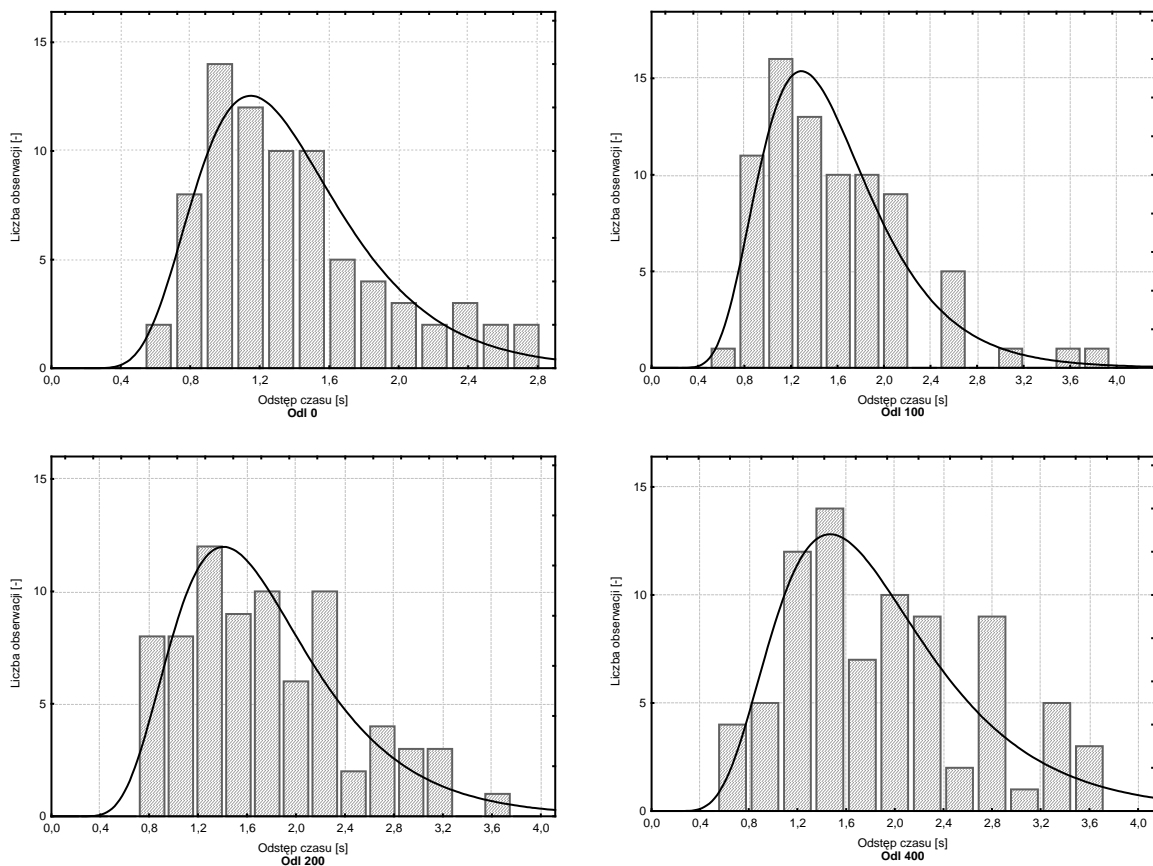 15
10
5
0
Liczba obserwacji [-]
0,0 0,4 0,8 1,2 1,6 2,0 2,4 2,8
Odstęp czasu [s]
Odl 0
15
10
5
0
Liczba obserwacji [-]
0,0 0,4 0,8 1,2 1,6 2,0 2,4 2,8 3,2 3,6 4,0
Odstęp czasu [s]
Odl 100
15
10
5
0
Liczba obserwacji [-]
0,0 0,4 0,8 1,2 1,6 2,0 2,4 2,8 3,2 3,6 4,0
Odstęp czasu [s]
Odl 200
15
10
5
0
Liczba obserwacji [-]
0,0 0,4 0,8 1,2 1,6 2,0 2,4 2,8 3,2 3,6 4,0
Odstęp czasu [s]
Odl 400